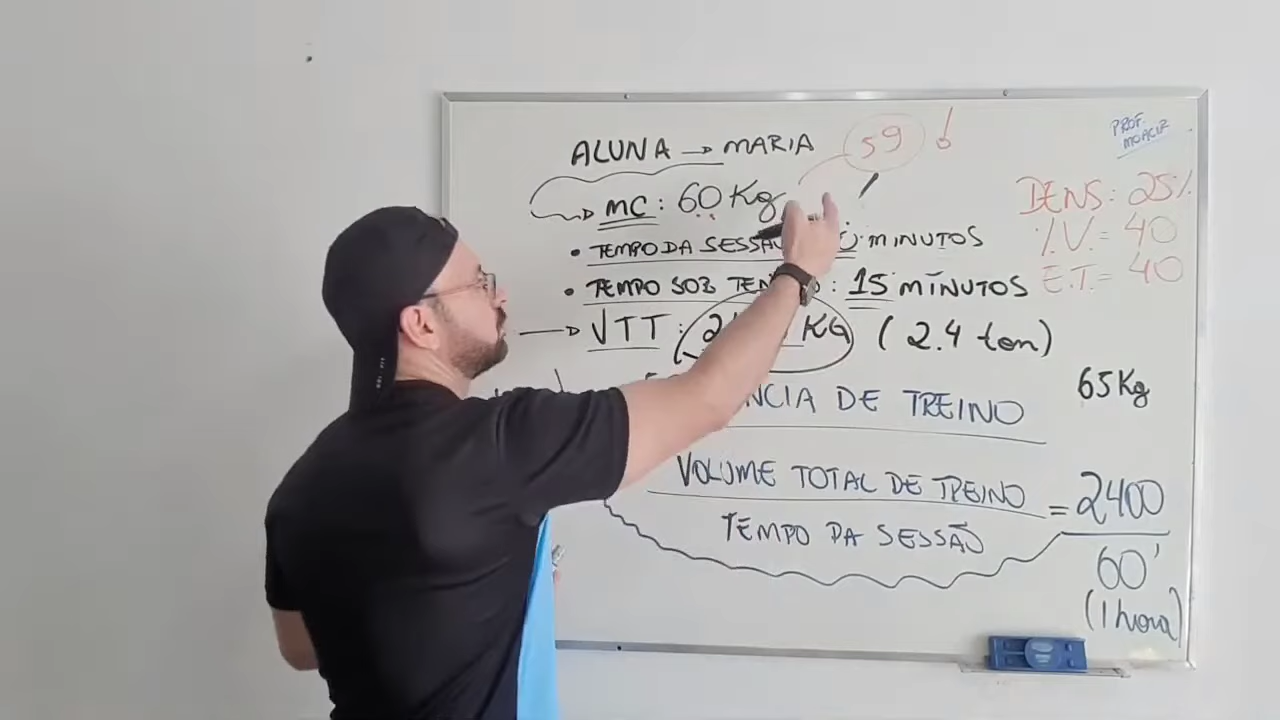 ALUNA → MARIA 59
PROF. MOACIR
MC: 60 Kg
DENS: 25%
• TEMPO DA SESSÃO MINUTOS
I.V. = 40
• TEMPO SOB : 15 MINUTOS
E.T. = 40
→ VTT: KG (2.4 ton)
65 Kg
DE TREINO
VOLUME TOTAL DE TREINO
= 2400
TEMPO DA SESSÃO
60'
(1 hora)